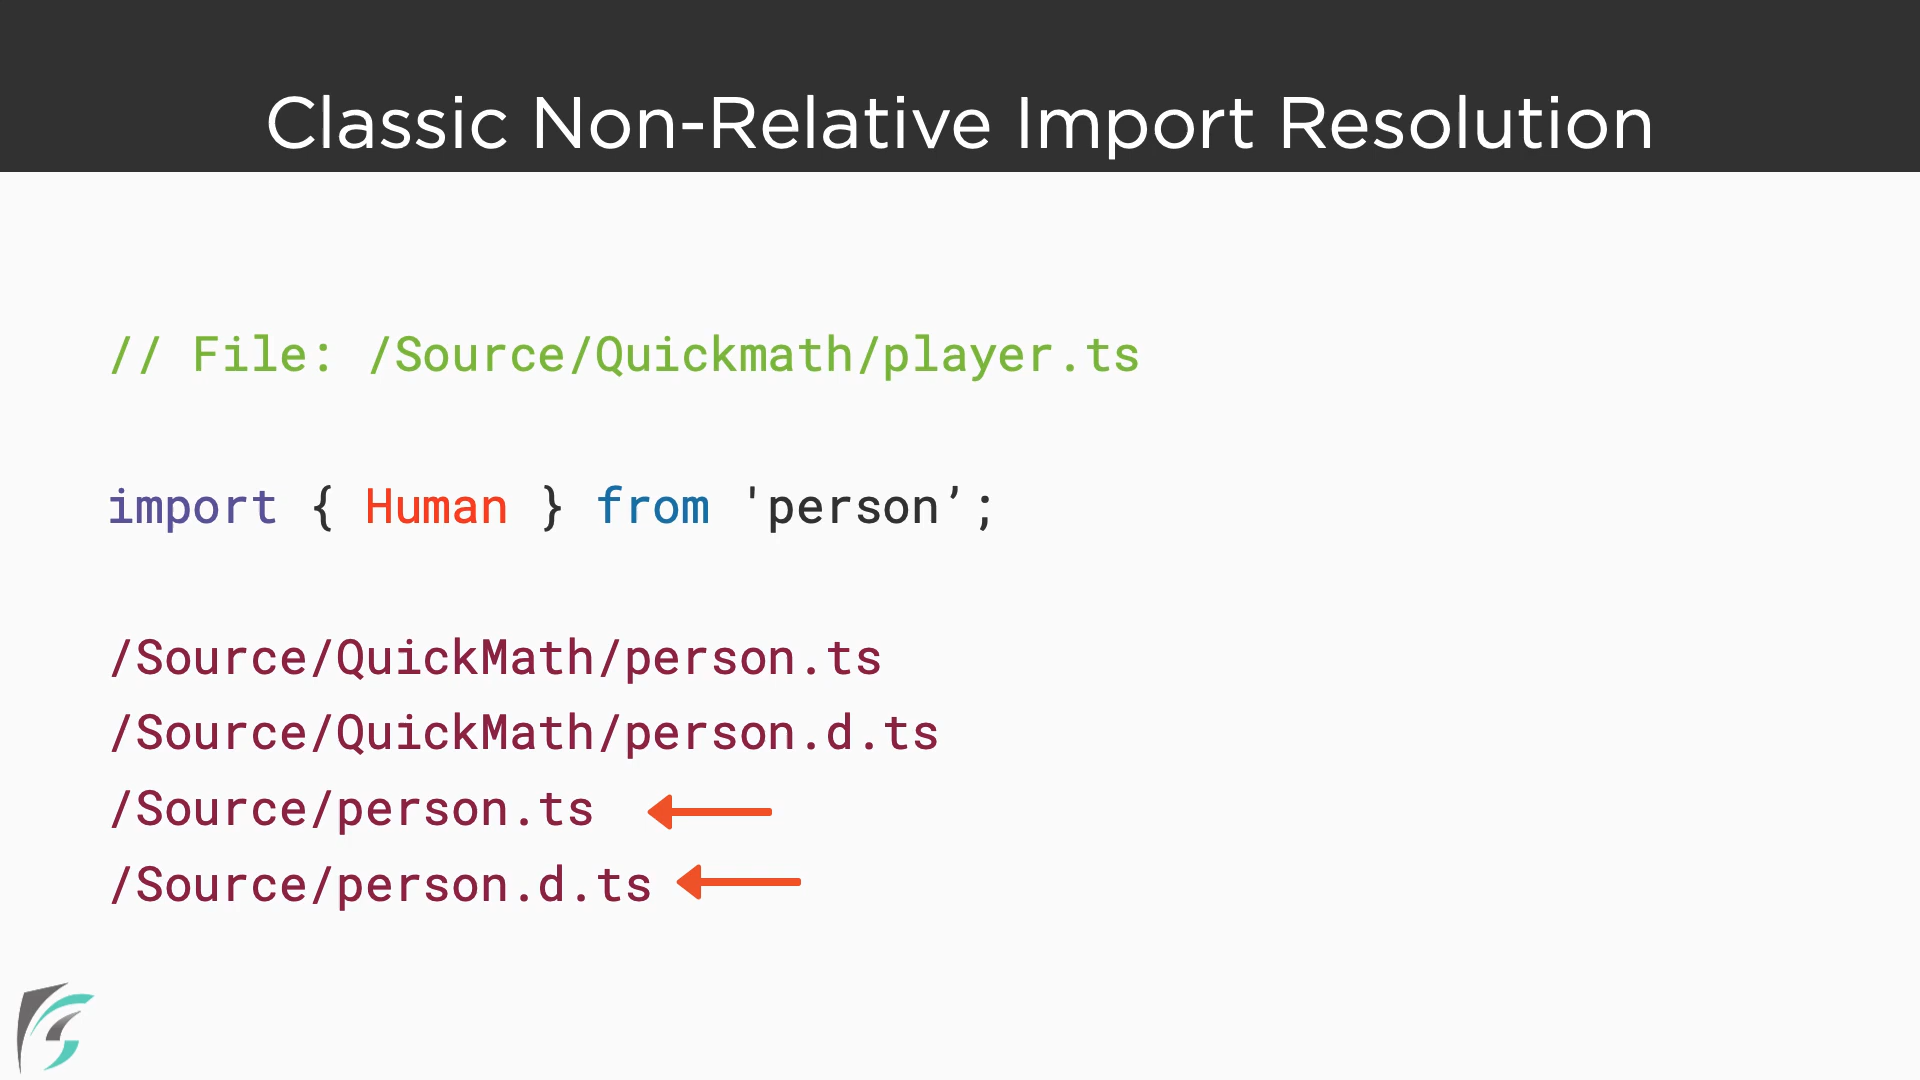 Classic Non-Relative Import Resolution
// File: /Source/Quickmath/player.ts
import { Human } from 'person’;
/Source/QuickMath/person.ts
/Source/QuickMath/person.d.ts
/Source/person.ts
/Source/person.d.ts